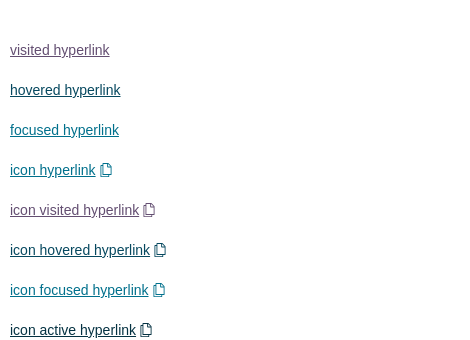 visited hyperlink
hovered hyperlink
focused hyperlink
icon hyperlink
icon visited hyperlink
icon hovered hyperlink
icon focused hyperlink
icon active hyperlink